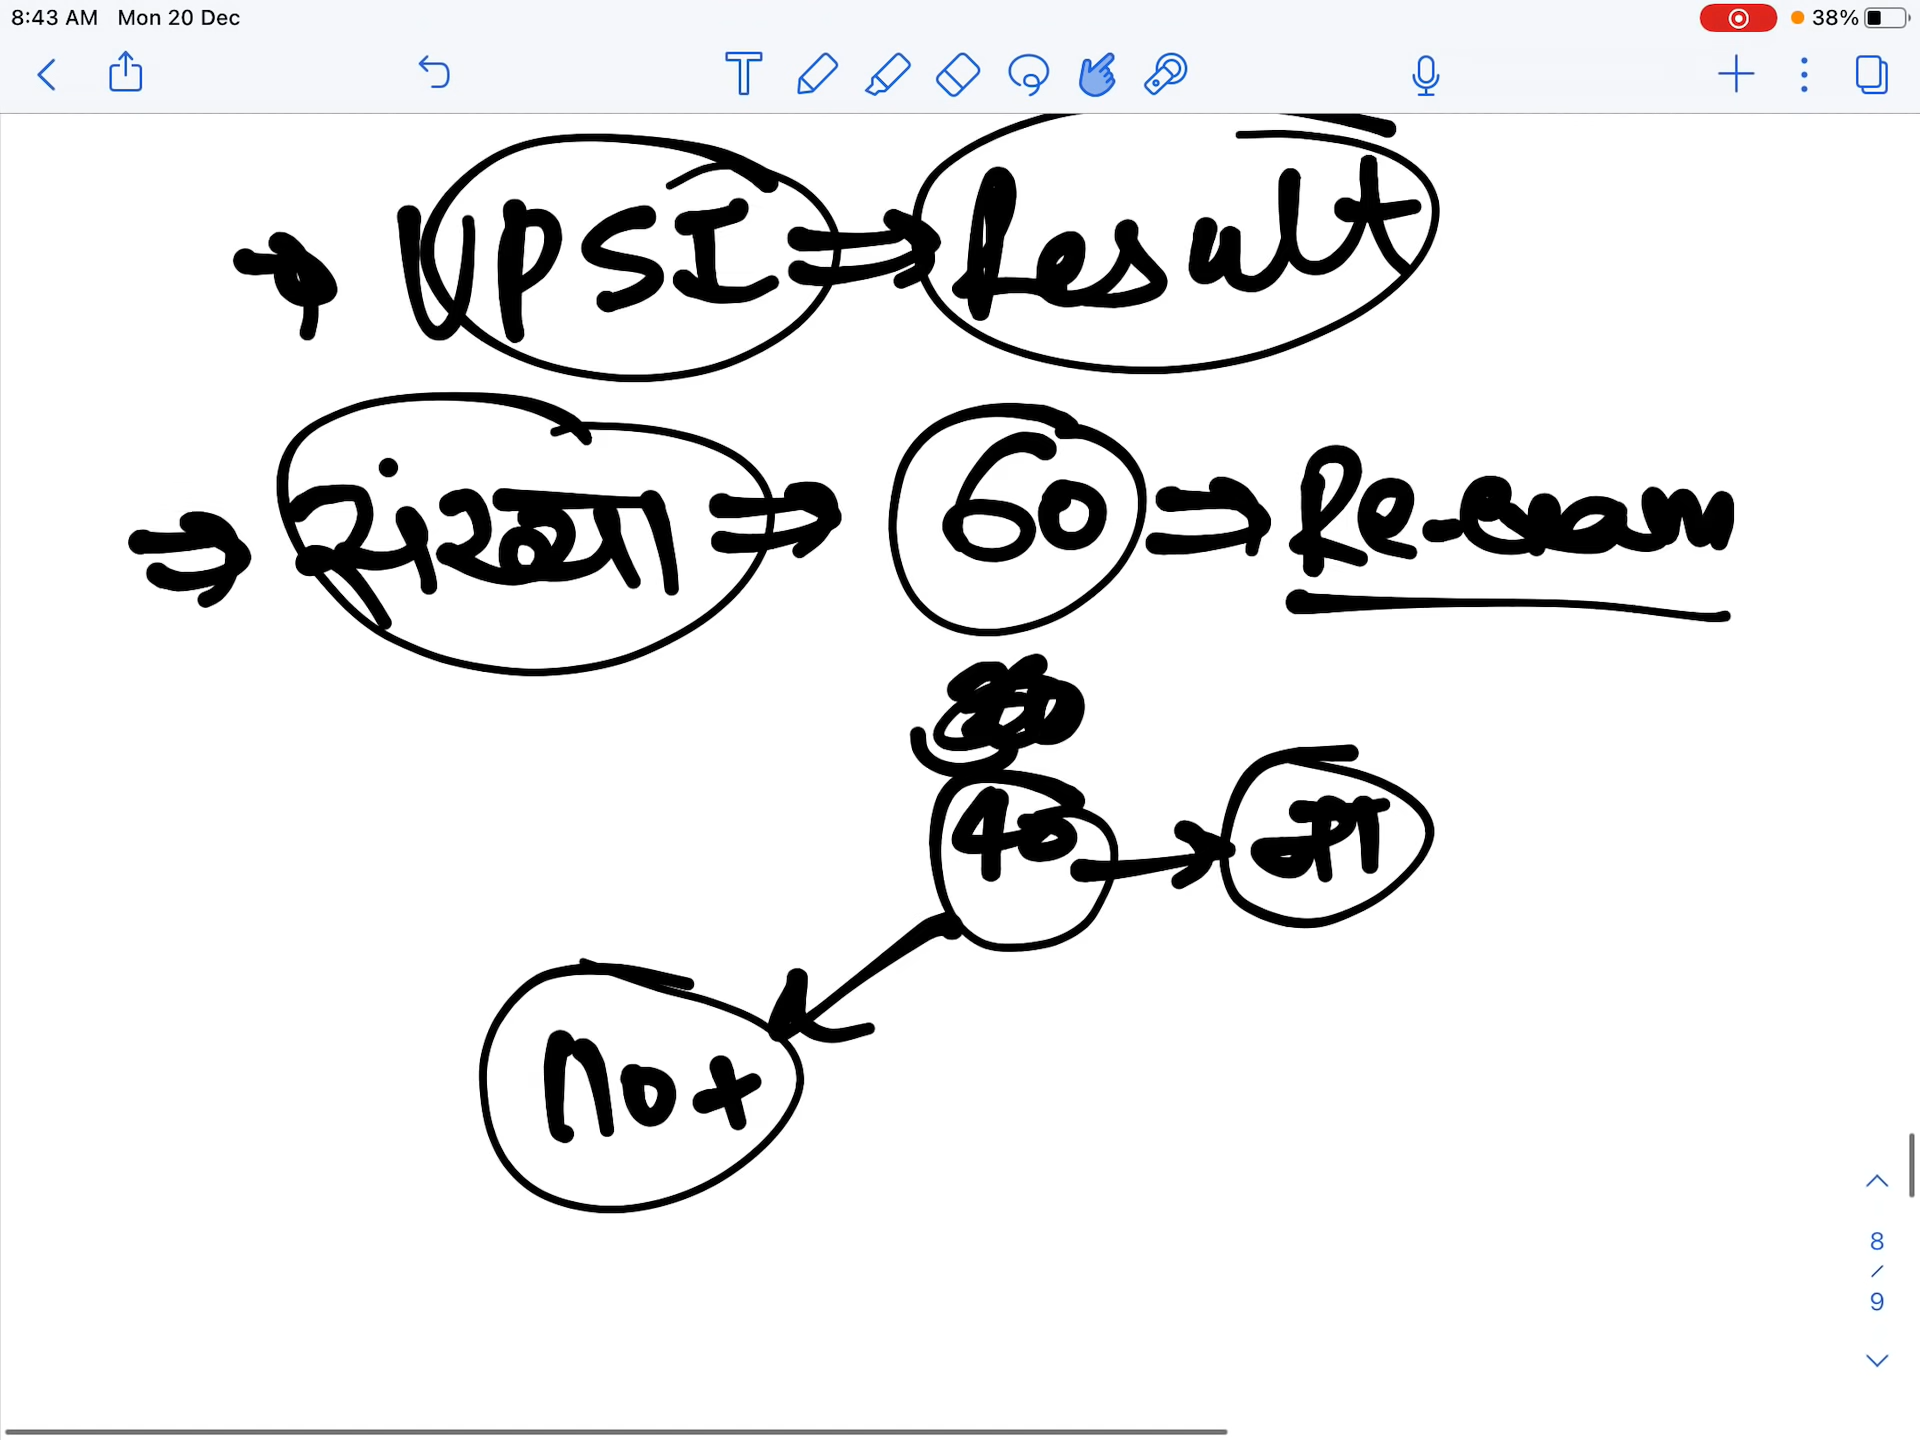 8:43 AM Mon 20 Dec
38%
T
UPSI ⇒ Result
⇒ ⇒ 60 ⇒ Re-exam
40
Not
8
/
9